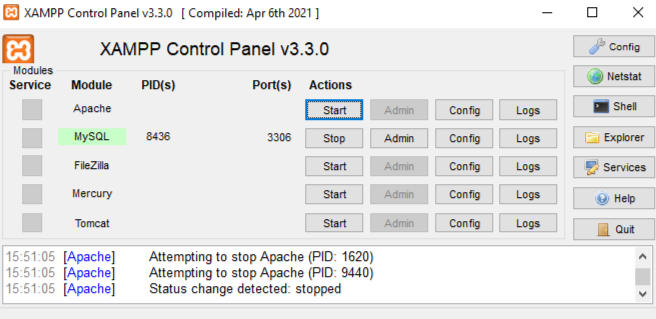 XAMPP Control Panel v3.3.0 [ Compiled: Apr 6th 2021 ]
XAMPP Control Panel v3.3.0
Config
Modules
Service Module PID(s) Port(s) Actions
Netstat
Apache Start Admin Config Logs
Shell
MySQL 8436 3306 Stop Admin Config Logs
Explorer
FileZilla Start Admin Config Logs
Services
Mercury Start Admin Config Logs
Help
Tomcat Start Admin Config Logs
Quit
15:51:05 [Apache] Attempting to stop Apache (PID: 1620)
15:51:05 [Apache] Attempting to stop Apache (PID: 9440)
15:51:05 [Apache] Status change detected: stopped